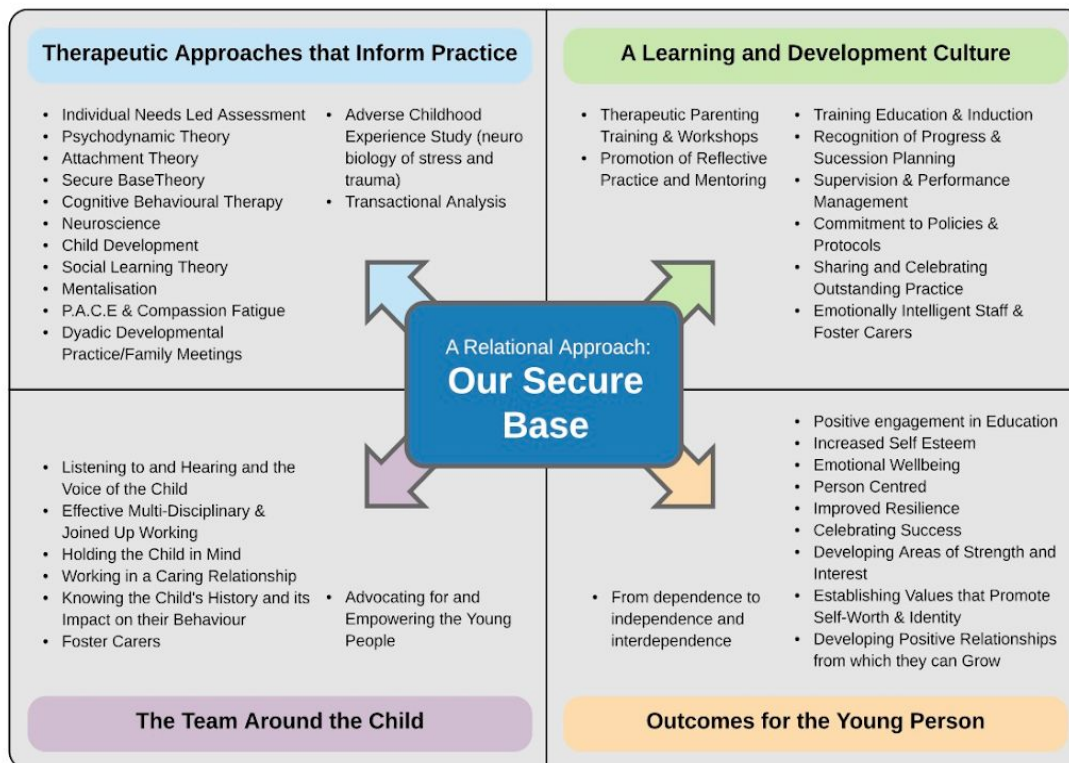 Therapeutic Approaches that Inform Practice
• Individual Needs Led Assessment
• Psychodynamic Theory
• Attachment Theory
• Secure BaseTheory
• Cognitive Behavioural Therapy
• Neuroscience
• Child Development
• Social Learning Theory
• Mentalisation
• P.A.C.E & Compassion Fatigue
• Dyadic Developmental
Practice/Family Meetings
• Adverse Childhood
Experience Study (neuro
biology of stress and
trauma)
• Transactional Analysis
A Learning and Development Culture
• Therapeutic Parenting
Training & Workshops
• Promotion of Reflective
Practice and Mentoring
• Training Education & Induction
• Recognition of Progress &
Sucession Planning
• Supervision & Performance
Management
• Commitment to Policies &
Protocols
• Sharing and Celebrating
Outstanding Practice
• Emotionally Intelligent Staff &
Foster Carers
A Relational Approach:
Our Secure
Base
• Listening to and Hearing and the
Voice of the Child
• Effective Multi-Disciplinary &
Joined Up Working
• Holding the Child in Mind
• Working in a Caring Relationship
• Knowing the Child's History and its
Impact on their Behaviour
• Foster Carers
• Advocating for and
Empowering the Young
People
The Team Around the Child
• From dependence to
independence and
interdependence
• Positive engagement in Education
• Increased Self Esteem
• Emotional Wellbeing
• Person Centred
• Improved Resilience
• Celebrating Success
• Developing Areas of Strength and
Interest
• Establishing Values that Promote
Self-Worth & Identity
• Developing Positive Relationships
from which they can Grow
Outcomes for the Young Person